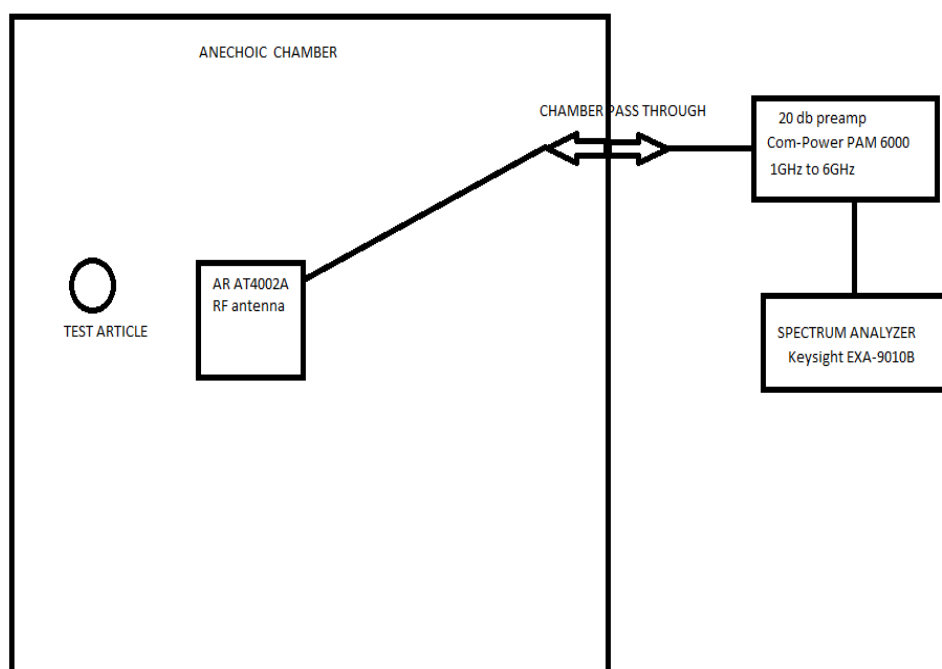 ANECHOIC CHAMBER
CHAMBER PASS THROUGH
20 db preamp
Com-Power PAM 6000
1GHz to 6GHz
AR AT4002A
RF antenna
TEST ARTICLE
SPECTRUM ANALYZER
Keysight EXA-9010B